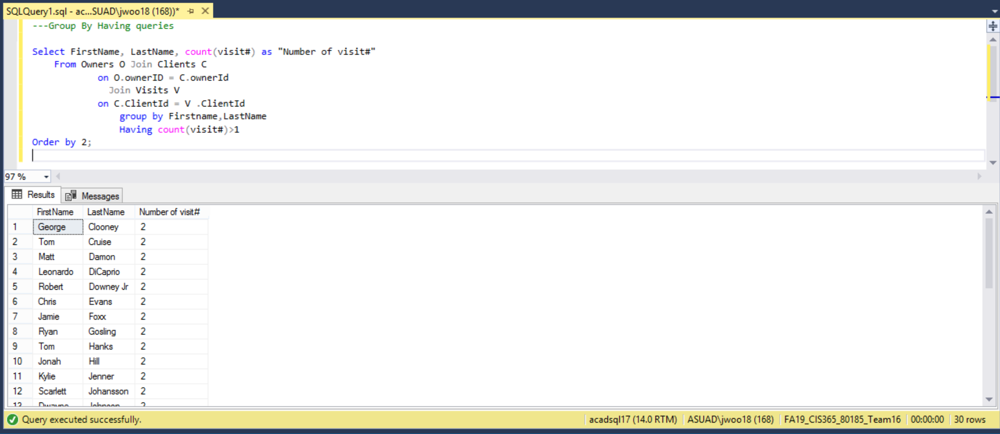 SQLQuery1.sql - ac...SUAD\jwoo18 (168))*
---Group By Having queries
Select FirstName, LastName, count(visit#) as "Number of visit#"
From Owners O Join Clients C
on O.ownerID = C.ownerId
Join Visits V
on C.ClientId = V .ClientId
group by Firstname,LastName
Having count(visit#)>1
Order by 2;
97 %
Results Messages
FirstName LastName Number of visit#
1 George Clooney 2
2 Tom Cruise 2
3 Matt Damon 2
4 Leonardo DiCaprio 2
5 Robert Downey Jr 2
6 Chris Evans 2
7 Jamie Foxx 2
8 Ryan Gosling 2
9 Tom Hanks 2
10 Jonah Hill 2
11 Kylie Jenner 2
12 Scarlett Johansson 2
13 Dwayne Johnson 2
Query executed successfully. acadsql17 (14.0 RTM) ASUAD\jwoo18 (168) FA19_CIS365_80185_Team16 00:00:00 30 rows